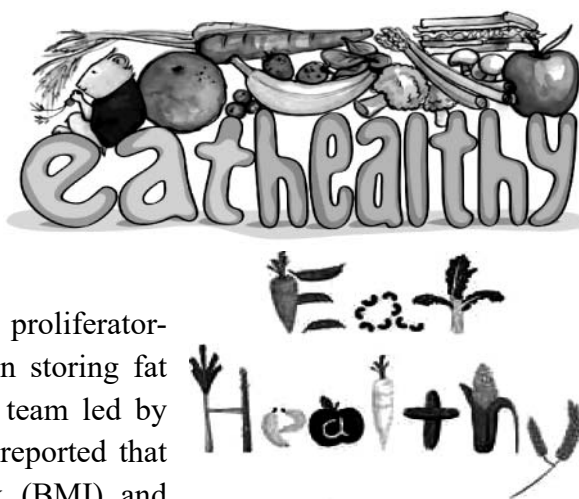 eathealthy
Eat
Healthy
proliferator-
n storing fat
team led by
reported that
(BMI) and